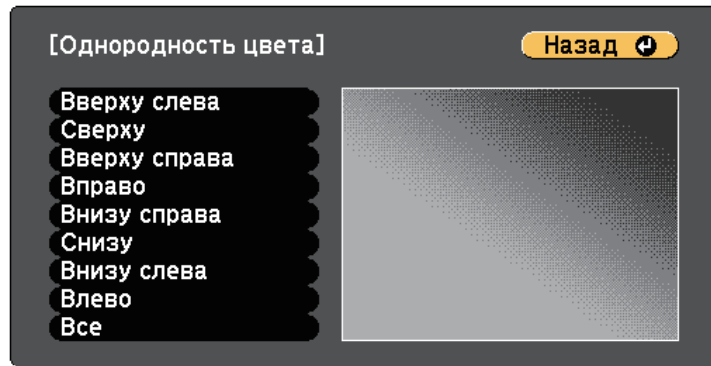 [Однородность цвета]
Назад
Вверху слева
Сверху
Вверху справа
Вправо
Внизу справа
Снизу
Внизу слева
Влево
Все